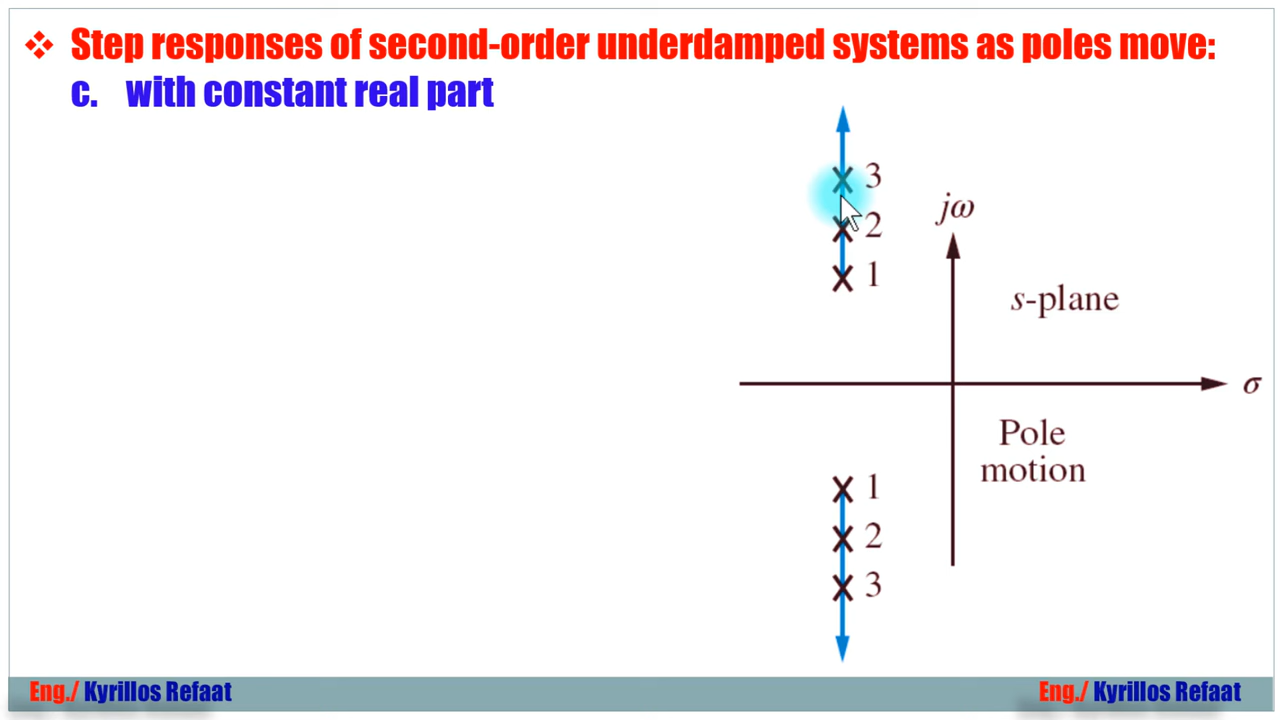 ❖ Step responses of second-order underdamped systems as poles move:
c. with constant real part
3
jω
2
1
s-plane
σ
Pole
motion
1
2
3
Eng./ Kyrillos Refaat
Eng./ Kyrillos Refaat